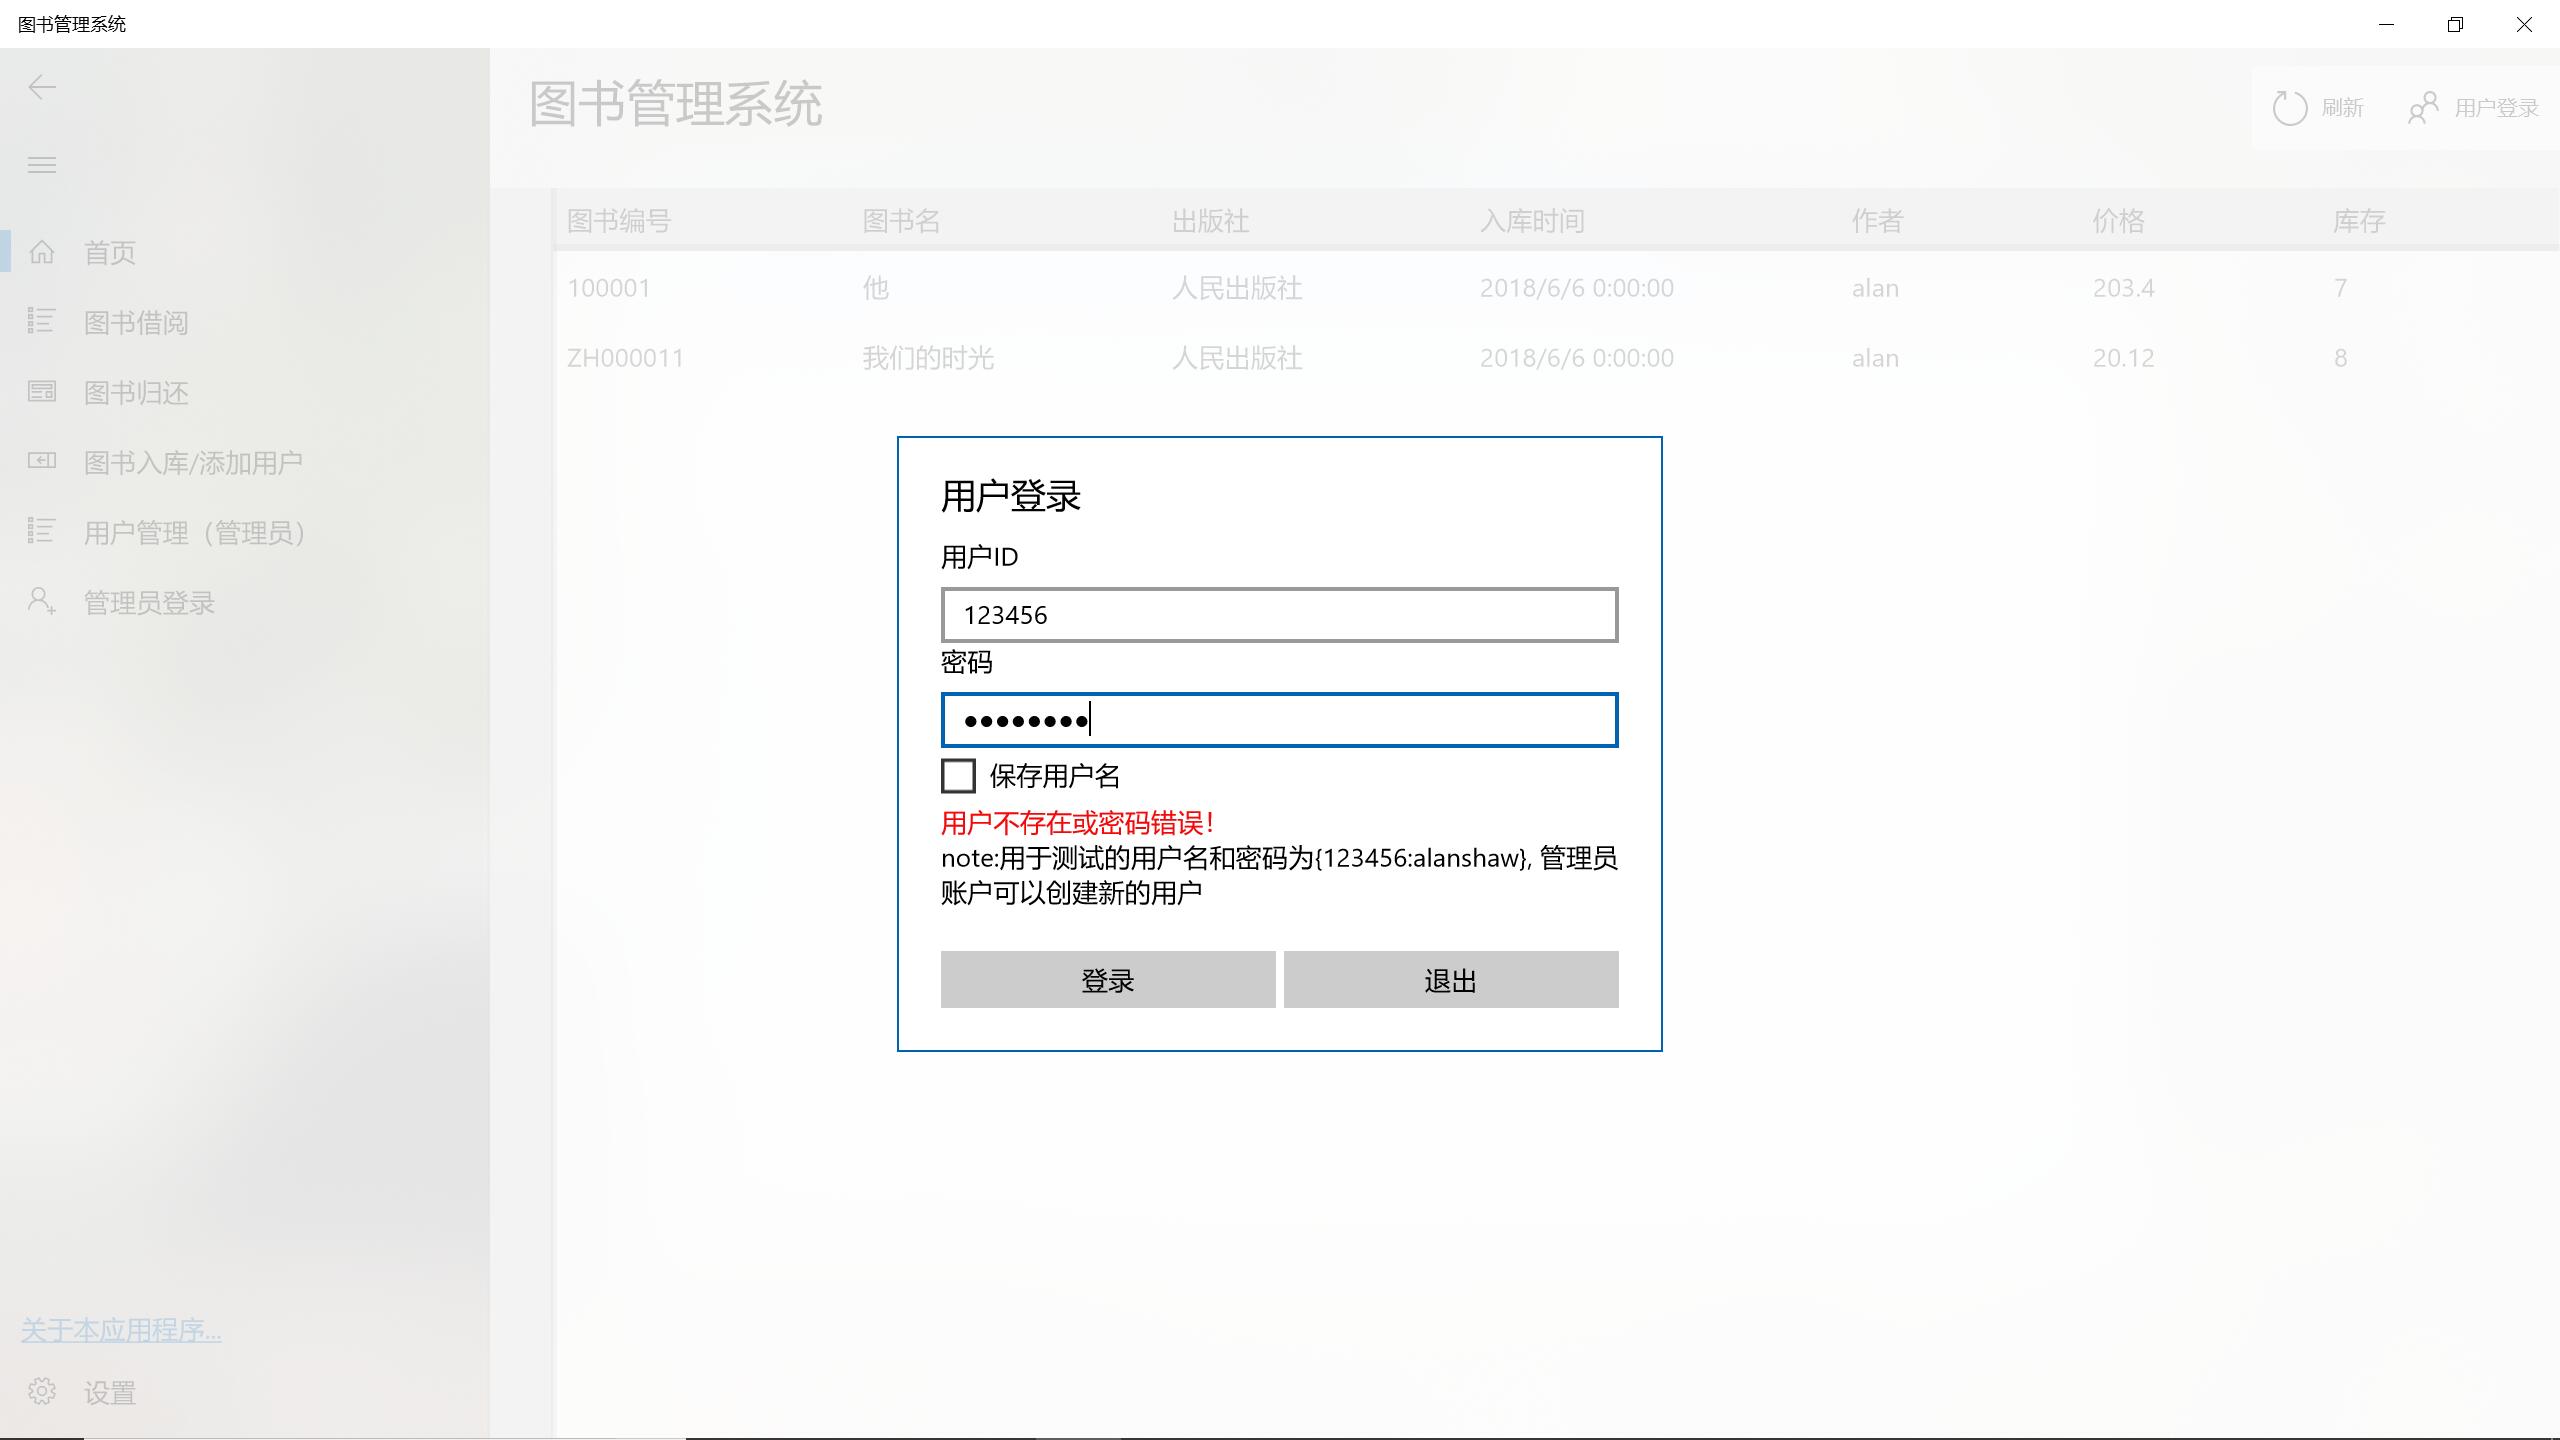 图书管理系统
图书管理系统
刷新
用户登录
首页
图书借阅
图书归还
图书入库/添加用户
用户管理（管理员）
管理员登录
关于本应用程序...
设置
图书编号 图书名 出版社 入库时间 作者 价格 库存
100001 他 人民出版社 2018/6/6 0:00:00 alan 203.4 7
ZH000011 我们的时光 人民出版社 2018/6/6 0:00:00 alan 20.12 8
用户登录
用户ID
123456
密码
●●●●●●●●
保存用户名
用户不存在或密码错误！
note:用于测试的用户名和密码为{123456:alanshaw}, 管理员
账户可以创建新的用户
登录
退出